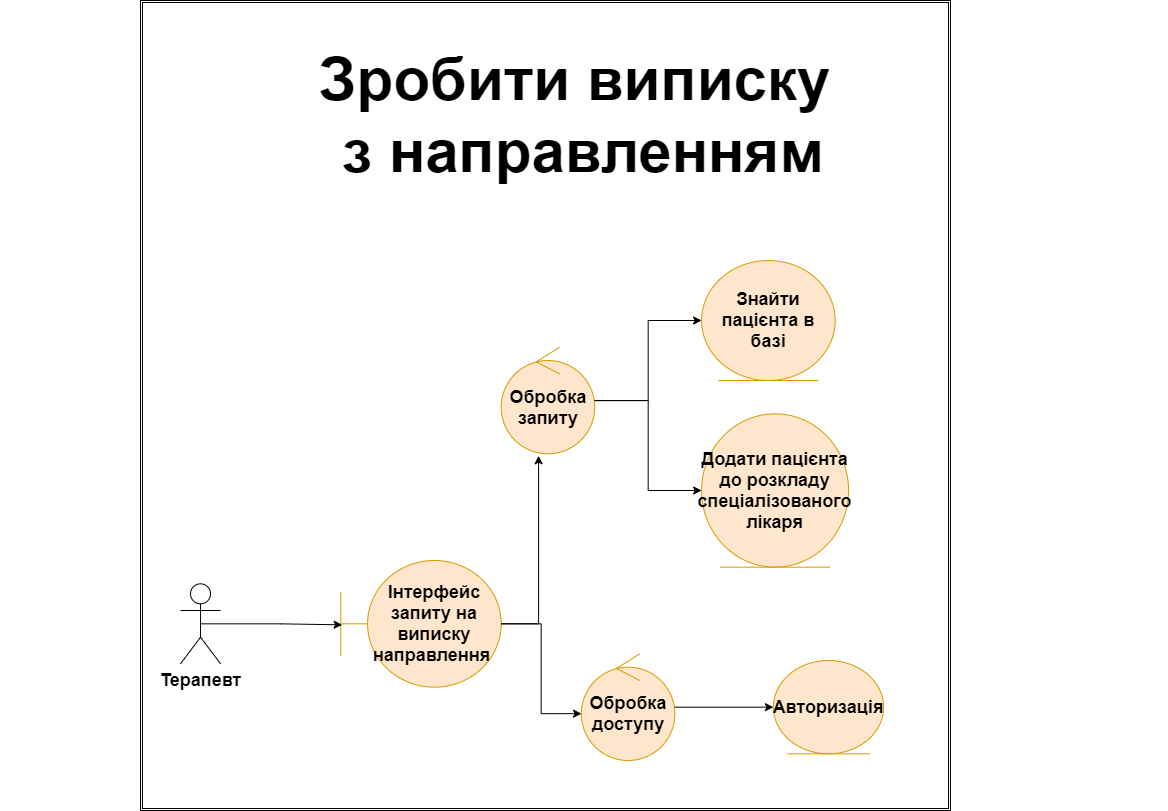 Зробити виписку
з направленням
Знайти
пацієнта в
базі
Обробка
запиту
Додати пацієнта
до розкладу
спеціалізованого
лікаря
Інтерфейс
запиту на
виписку
направлення
Терапевт
Обробка
доступу
Авторизація